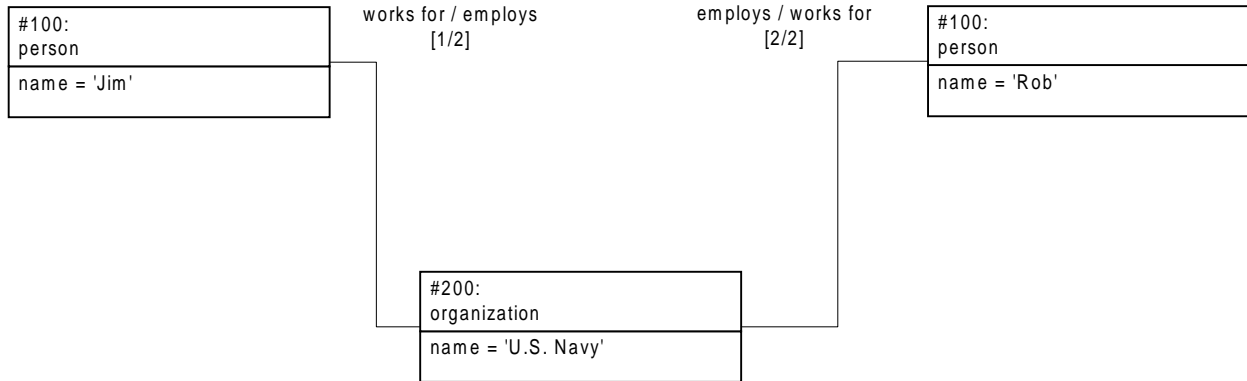 #100:
person
name = 'Jim'
works for / employs
[1/2]
employs / works for
[2/2]
#100:
person
name = 'Rob'
#200:
organization
name = 'U.S. Navy'